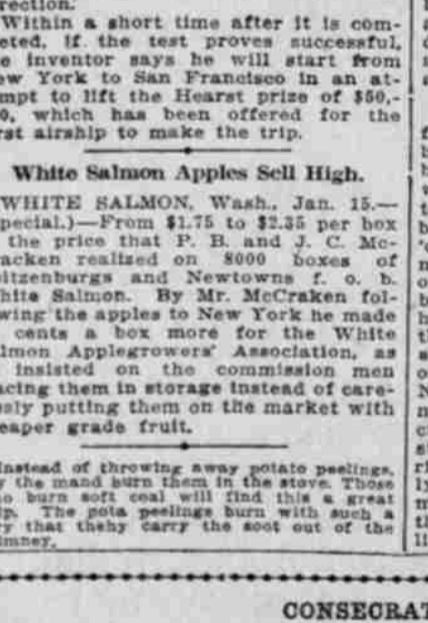 rection.
Within a short time after it is com-
eted, if the test proves successful,
e inventor says he will start from
ew York to San Francisco in an at-
mpt to lift the Hearst prize of $50,-
0, which has been offered for the
rst airship to make the trip.
White Salmon Apples Sell High.
WHITE SALMON, Wash., Jan. 15.—
pecial.)—From $1.75 to $2.35 per box
the price that P. B. and J. C. Mc-
racken realized on 8000 boxes of
pitzenburgs and Newtowns f. o. b.
hite Salmon. By Mr. McCraken fol-
wing the apples to New York he made
cents a box more for the White
lmon Applegrowers' Association, as
insisted on the commission men
acing them in storage instead of care-
ssly putting them on the market with
eaper grade fruit.
Instead of throwing away potato peelings,
y the mand burn them in the stove. Those
ho burn soft coal will find this a great
lp. The pota peelings burn with such a
ry that thehy carry the soot out of the
imney.
CONSECRAT